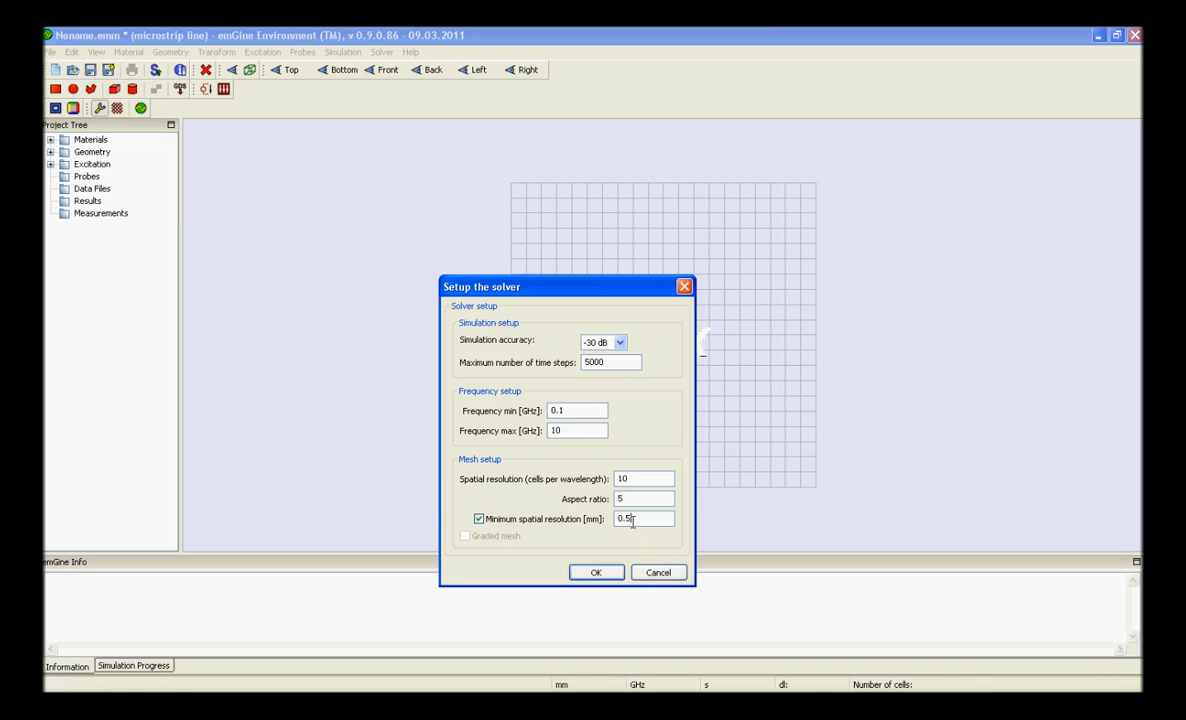 Noname.emm * (microstrip line) - emGine Environment (TM), v 0.9.0.86 - 09.03.2011
File Edit View Material Geometry Transform Excitation Probes Simulation Solver Help
Top Bottom Front Back Left Right
GDS
Project Tree
Materials
Geometry
Excitation
Probes
Data Files
Results
Measurements
Setup the solver
Solver setup
Simulation setup
Simulation accuracy: -30 dB
Maximum number of time steps: 5000
Frequency setup
Frequency min [GHz]: 0.1
Frequency max [GHz]: 10
Mesh setup
Spatial resolution (cells per wavelength): 10
Aspect ratio: 5
Minimum spatial resolution [mm]: 0.5
Graded mesh
OK Cancel
emGine Info
Information Simulation Progress
mm GHz s dl: Number of cells: